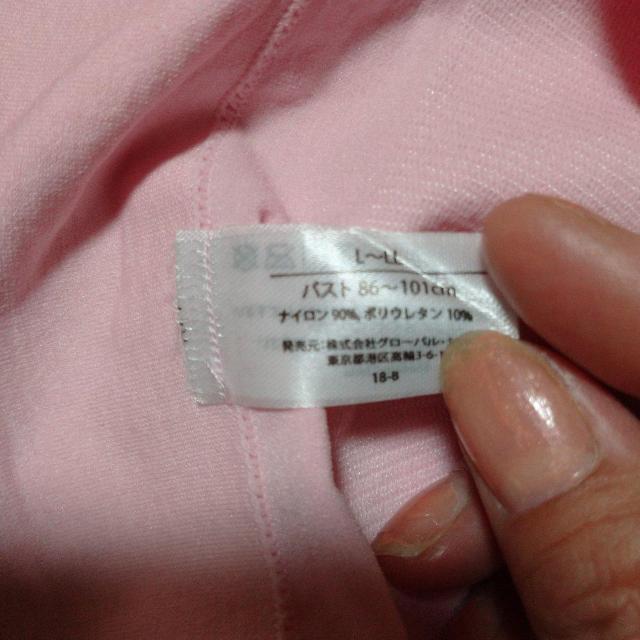 L～LL
バスト 86～101cm
ナイロン 90%, ポリウレタン 10%
発売元: 株式会社グローバル・
東京都港区高輪3-6-1
18-8